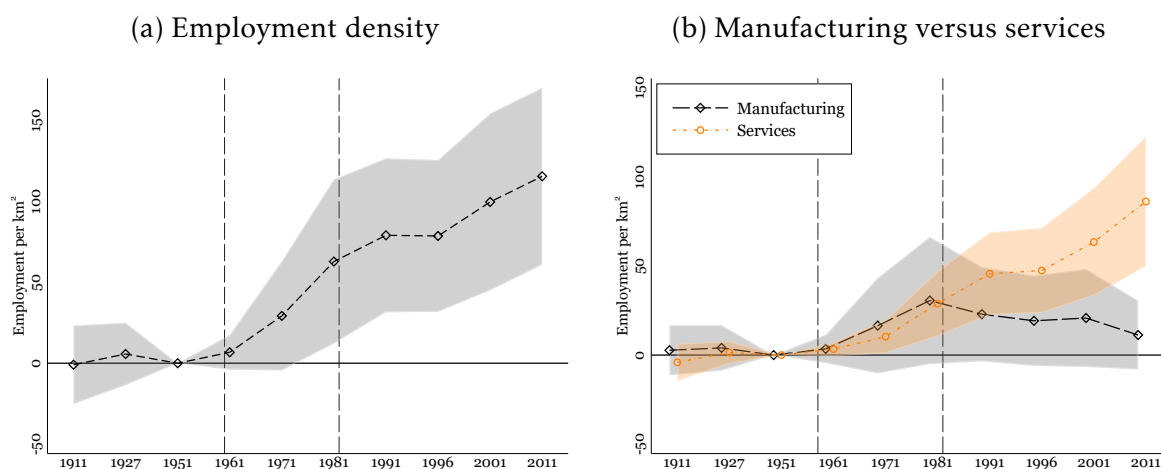 (a) Employment density
(b) Manufacturing versus services
Employment per km²
-50
0
50
100
150
1911 1927 1951 1961 1971 1981 1991 1996 2001 2011
Employment per km²
-50
0
50
100
150
Manufacturing
Services
1911 1927 1951 1961 1971 1981 1991 1996 2001 2011